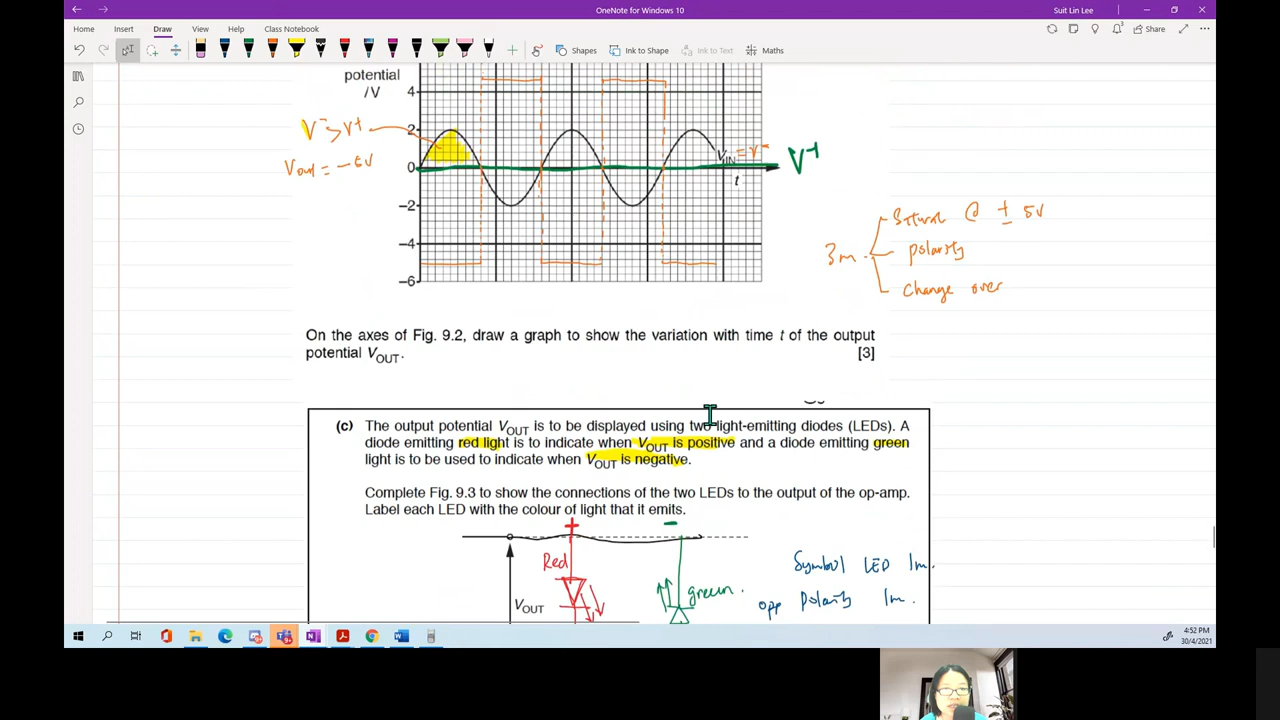 OneNote for Windows 10
Suit Lin Lee
Home Insert Draw View Help Class Notebook
Share
Shapes Ink to Shape Ink to Text Maths
potential
/V
4
2
0
-2
-4
-6
V⁻ > V⁺
Vout = -5V
V_IN = V⁻
V⁺
t
3m
@ ± 5V
polarity
Change over
On the axes of Fig. 9.2, draw a graph to show the variation with time t of the output
potential V_OUT. [3]
(c) The output potential V_OUT is to be displayed using two light-emitting diodes (LEDs). A
diode emitting red light is to indicate when V_OUT is positive and a diode emitting green
light is to be used to indicate when V_OUT is negative.
Complete Fig. 9.3 to show the connections of the two LEDs to the output of the op-amp.
Label each LED with the colour of light that it emits.
+ -
Red
green.
V_OUT
Symbol LED 1m.
opp Polarity 1m.
4:52 PM
30/4/2021